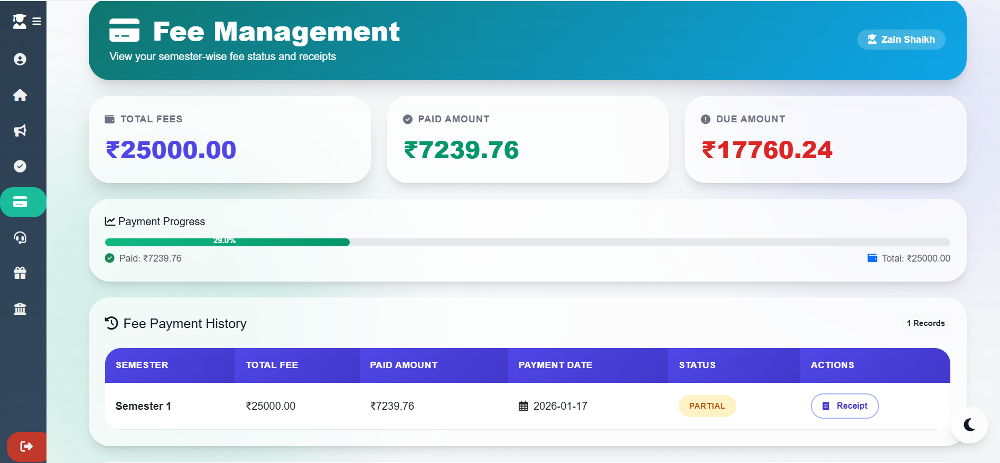 Fee Management
View your semester-wise fee status and receipts
Zain Shaikh
TOTAL FEES
₹25000.00
PAID AMOUNT
₹7239.76
DUE AMOUNT
₹17760.24
Payment Progress
29.0%
Paid: ₹7239.76
Total: ₹25000.00
Fee Payment History
1 Records
SEMESTER TOTAL FEE PAID AMOUNT PAYMENT DATE STATUS ACTIONS
Semester 1 ₹25000.00 ₹7239.76 2026-01-17 PARTIAL Receipt